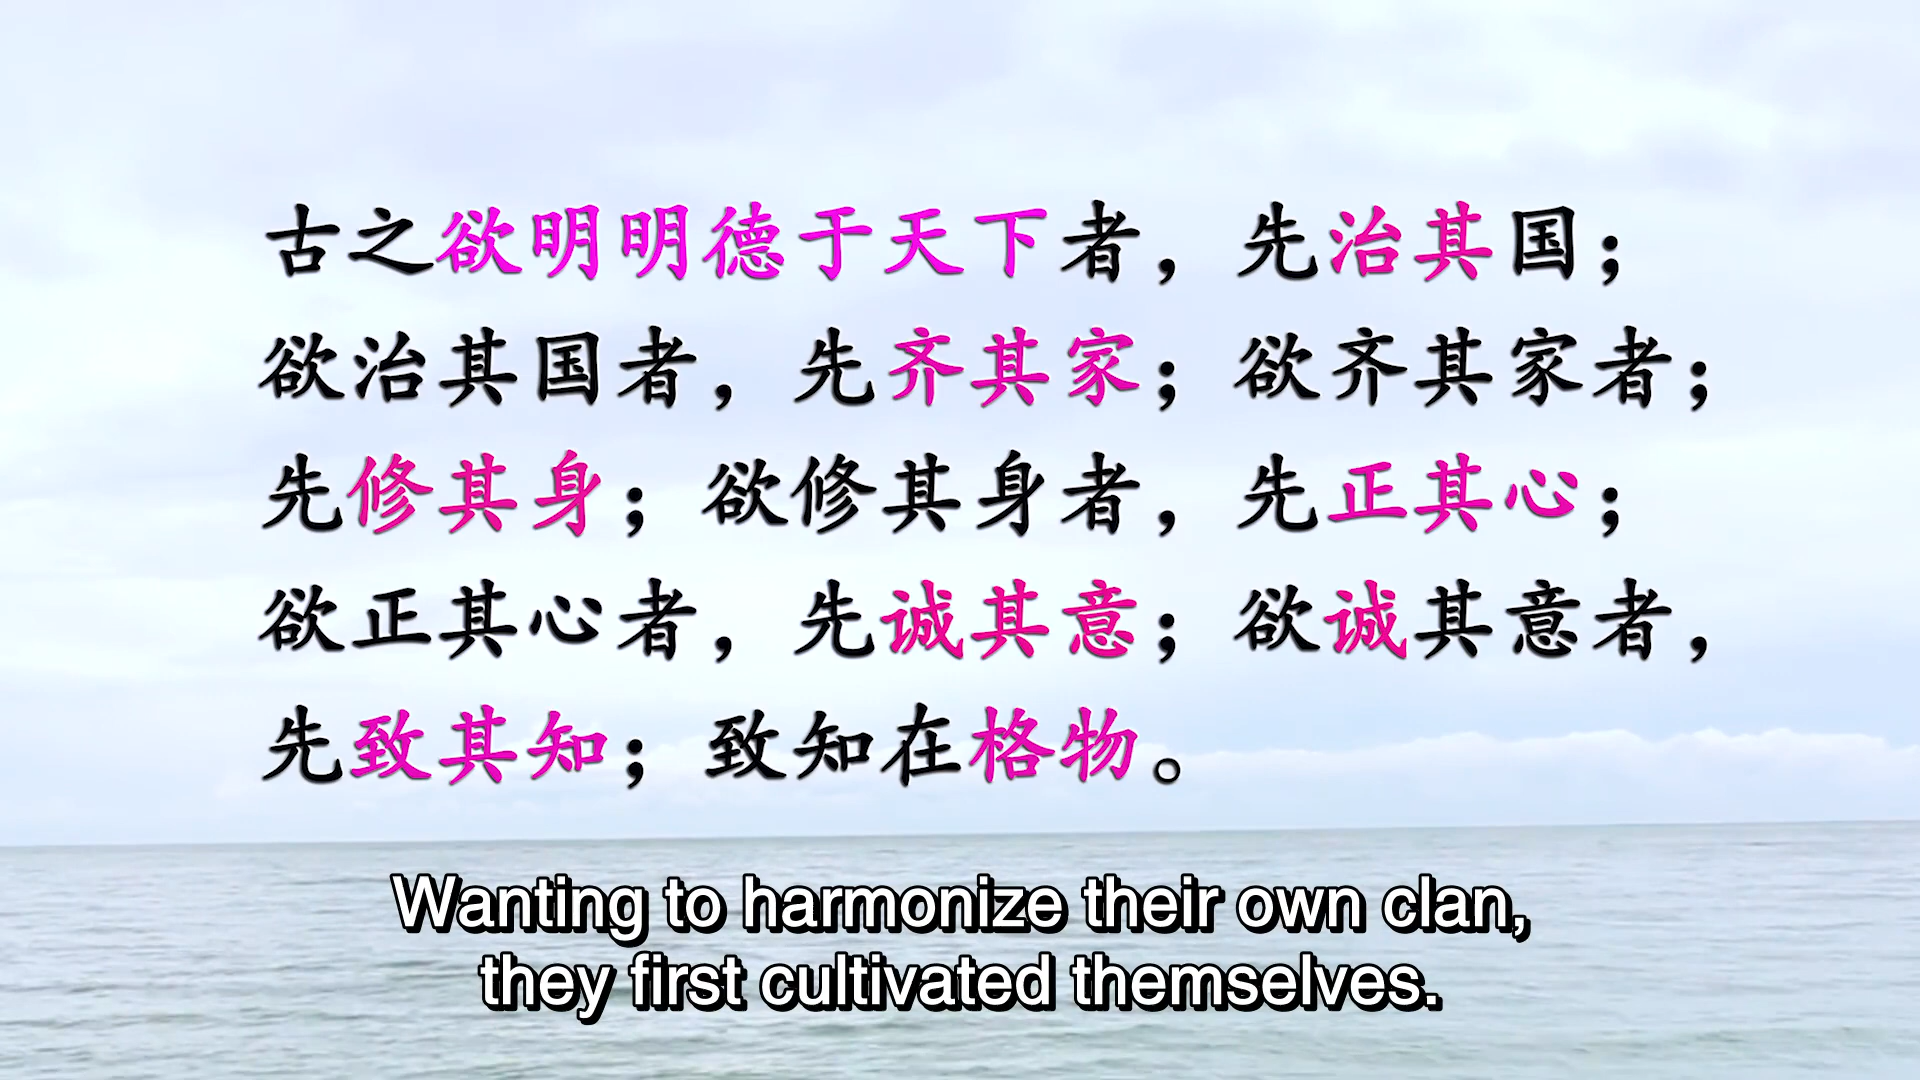 古之欲明明德于天下者，先治其国；
欲治其国者，先齐其家；欲齐其家者；
先修其身；欲修其身者，先正其心；
欲正其心者，先诚其意；欲诚其意者，
先致其知；致知在格物。
Wanting to harmonize their own clan,
they first cultivated themselves.